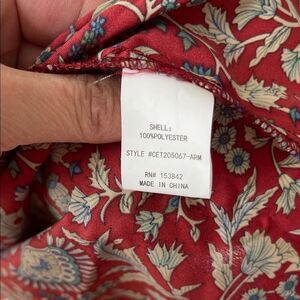 SHELL:
100%POLYESTER
STYLE #CET205067-ARM
RN# 153842
MADE IN CHINA